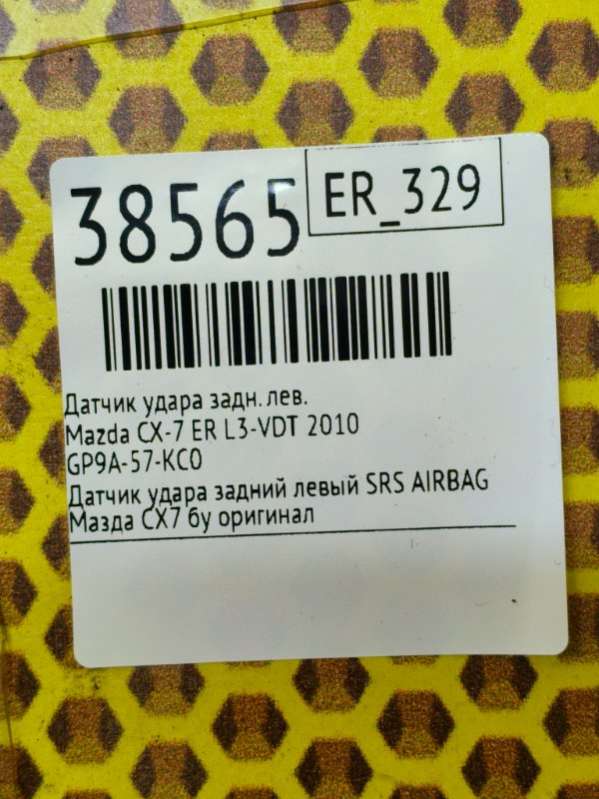 38565
ER_329
Датчик удара задн. лев.
Mazda CX-7 ER L3-VDT 2010
GP9A-57-KC0
Датчик удара задний левый SRS AIRBAG
Мазда СХ7 бу оригинал